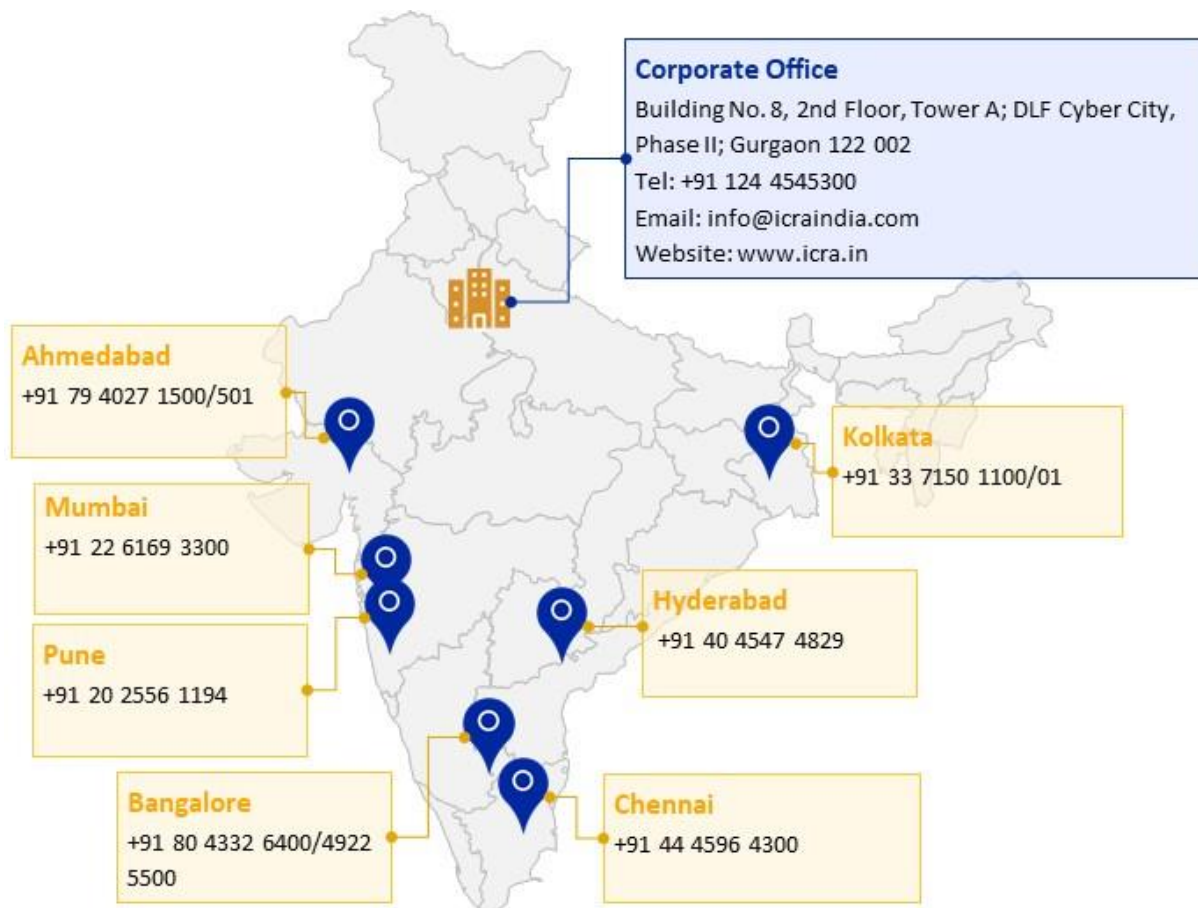 Corporate Office
Building No. 8, 2nd Floor, Tower A; DLF Cyber City,
Phase II; Gurgaon 122 002
Tel: +91 124 4545300
Email: info@icraindia.com
Website: www.icra.in
Ahmedabad
+91 79 4027 1500/501
Kolkata
+91 33 7150 1100/01
Mumbai
+91 22 6169 3300
Hyderabad
+91 40 4547 4829
Pune
+91 20 2556 1194
Bangalore
+91 80 4332 6400/4922
5500
Chennai
+91 44 4596 4300